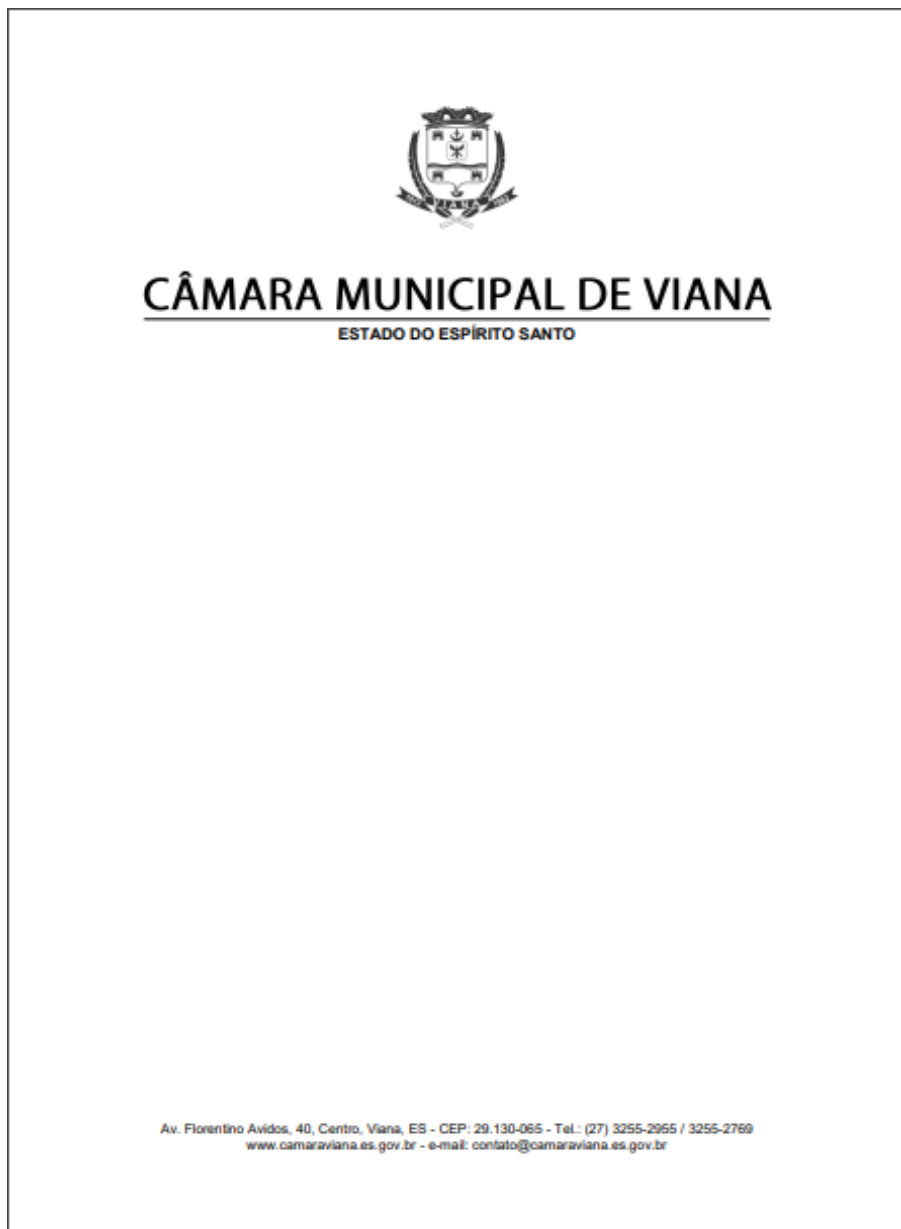 VIANA
CÂMARA MUNICIPAL DE VIANA
ESTADO DO ESPÍRITO SANTO
Av. Florentino Avidos, 40, Centro, Viana, ES - CEP: 29.130-065 - Tel.: (27) 3255-2955 / 3255-2769
www.camaraviana.es.gov.br - e-mail: contato@camaraviana.es.gov.br